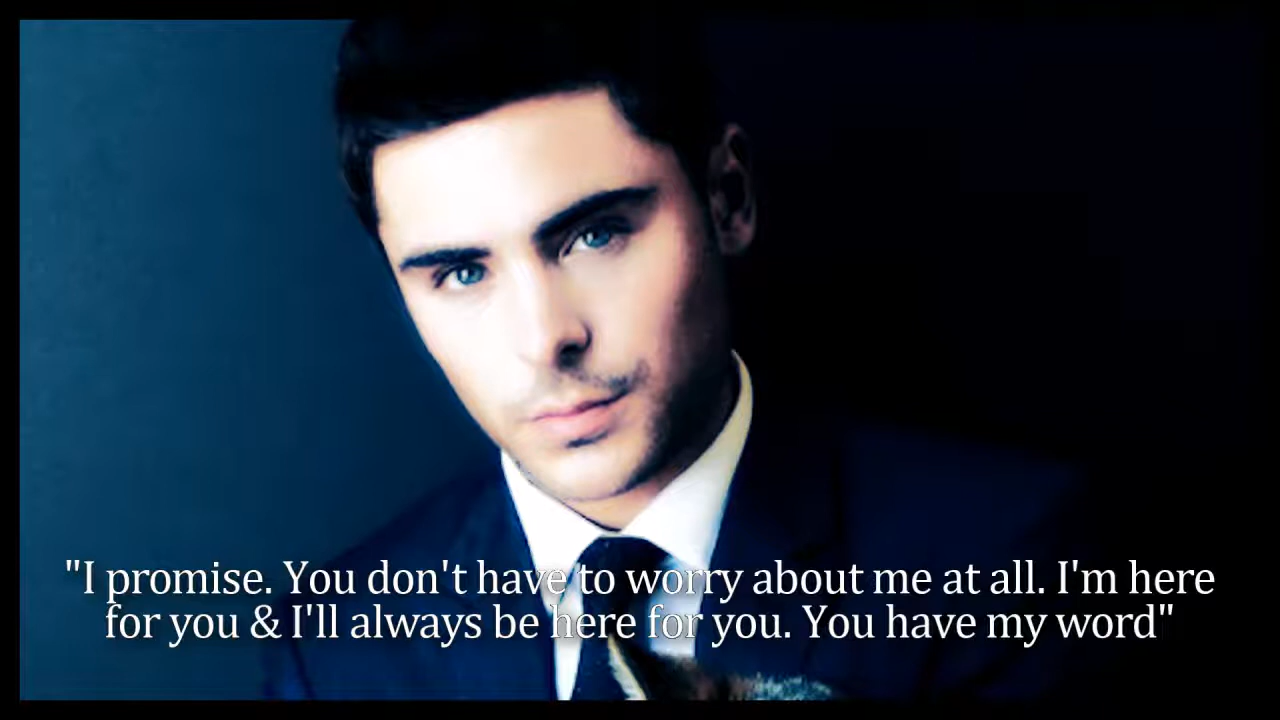 "I promise. You don't have to worry about me at all. I'm here
for you & I'll always be here for you. You have my word"